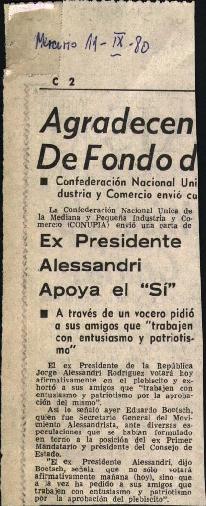 Mercurio 11-IX-80
C 2
Agradecen
De Fondo d
■ Confederación Nacional Uni
dustria y Comercio envió cu
La Confederación Nacional Unica de
la Mediana y Pequeña Industria y Co-
mercio (CONUPIA) envió una carta de
Ex Presidente
Alessandri
Apoya el "Sí"
■ A través de un vocero pidió
a sus amigos que "trabajen
con entusiasmo y patriotis-
mo"
El ex Presidente de la República
Jorge Alessandri Rodríguez votará hoy
afirmativamente en el plebiscito y ex-
hortó a sus amigos que "trabajen con
entusiasmo y patriotismo por la aproba-
ción del mismo".
Así lo señaló ayer Eduardo Boetsch,
quien fue Secretario General del Movi-
miento Alessandrista, ante diversas es-
peculaciones que se habían formulado
en torno a la posición del ex Primer
Mandatario y presidente del Consejo de
Estado.
"El ex Presidente Alessandri, dijo
Boetsch, señala que no sólo votará
afirmativamente mañana (hoy), sino que
a la vez ha pedido a sus amigos que
trabajen con entusiasmo y patriotismo
por la aprobación del plebiscito".